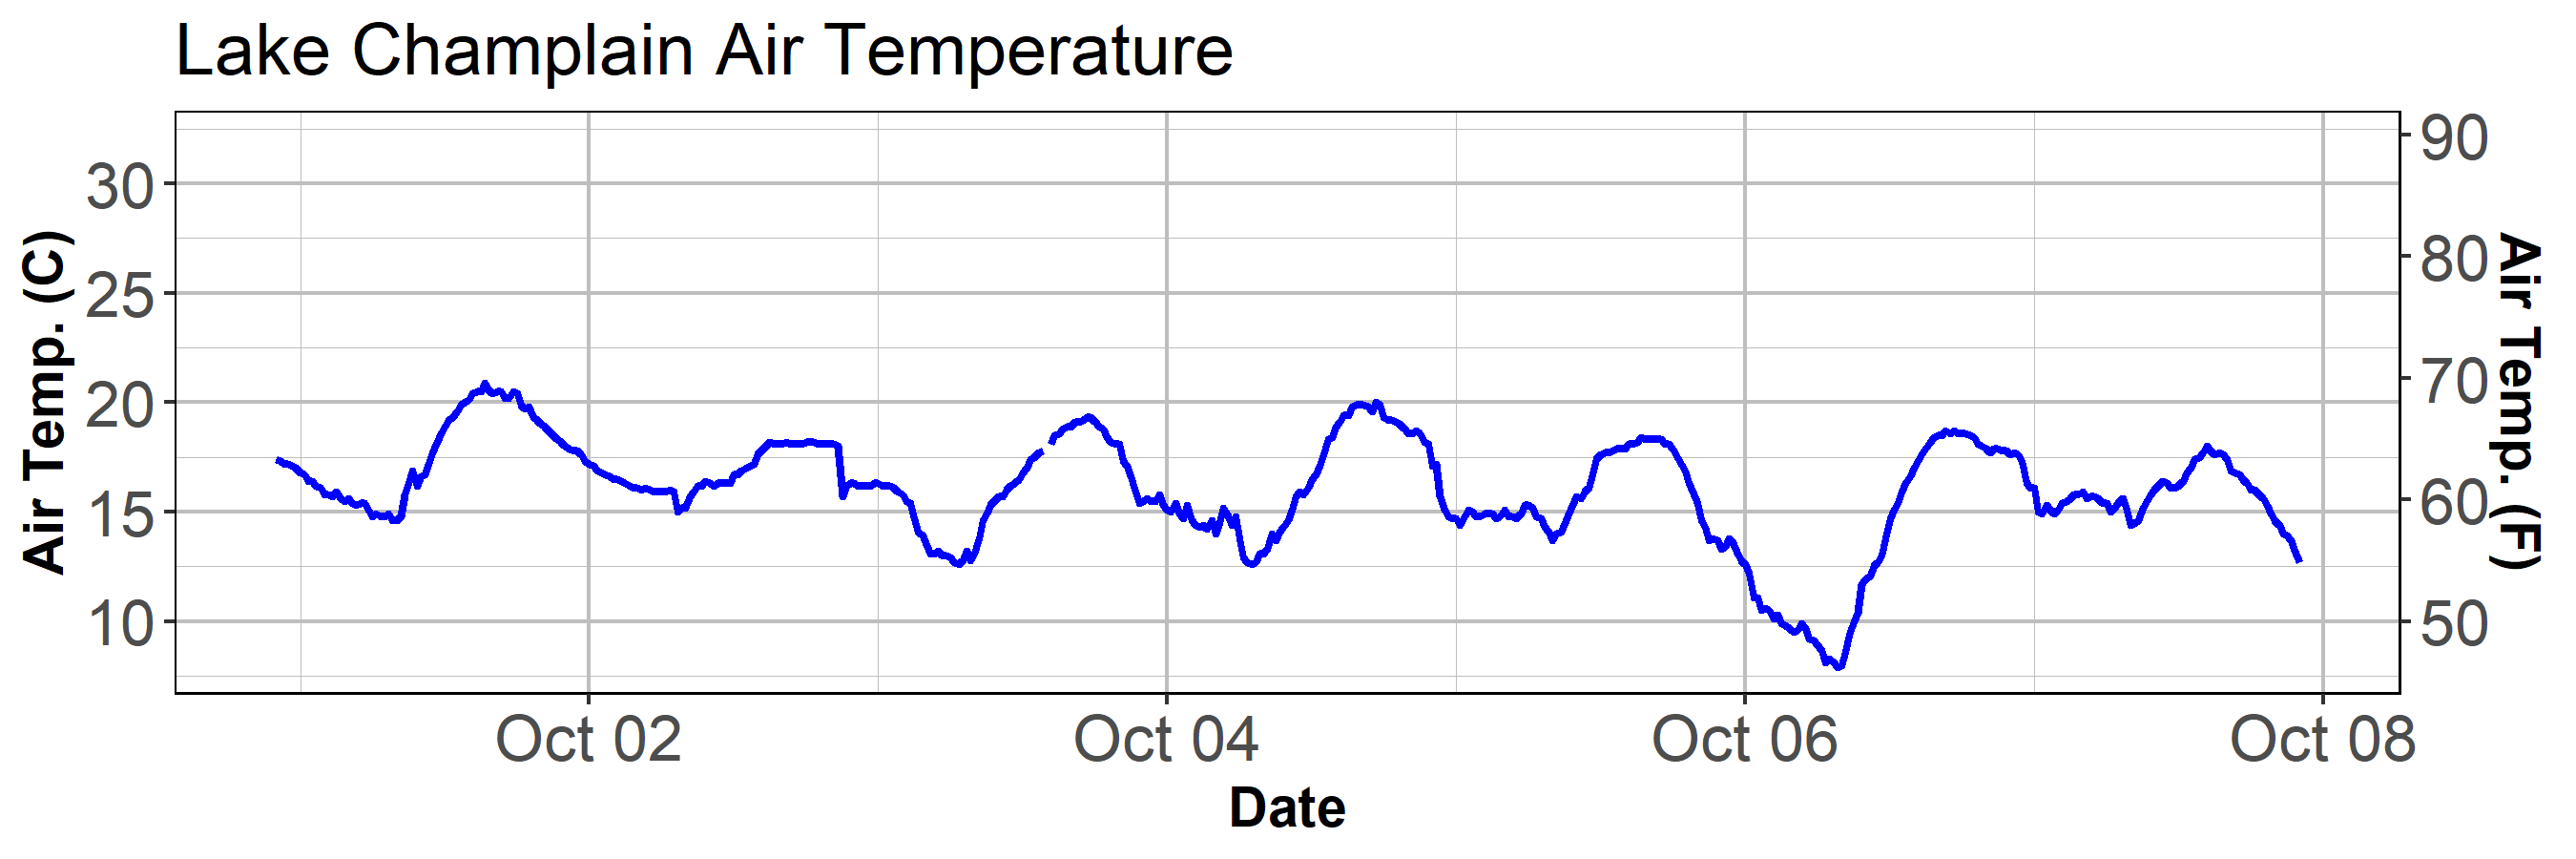 Lake Champlain Air Temperature
Air Temp. (C)
30
25
20
15
10
90
80
70
60
50
Air Temp. (F)
Oct 02 Oct 04 Oct 06 Oct 08
Date